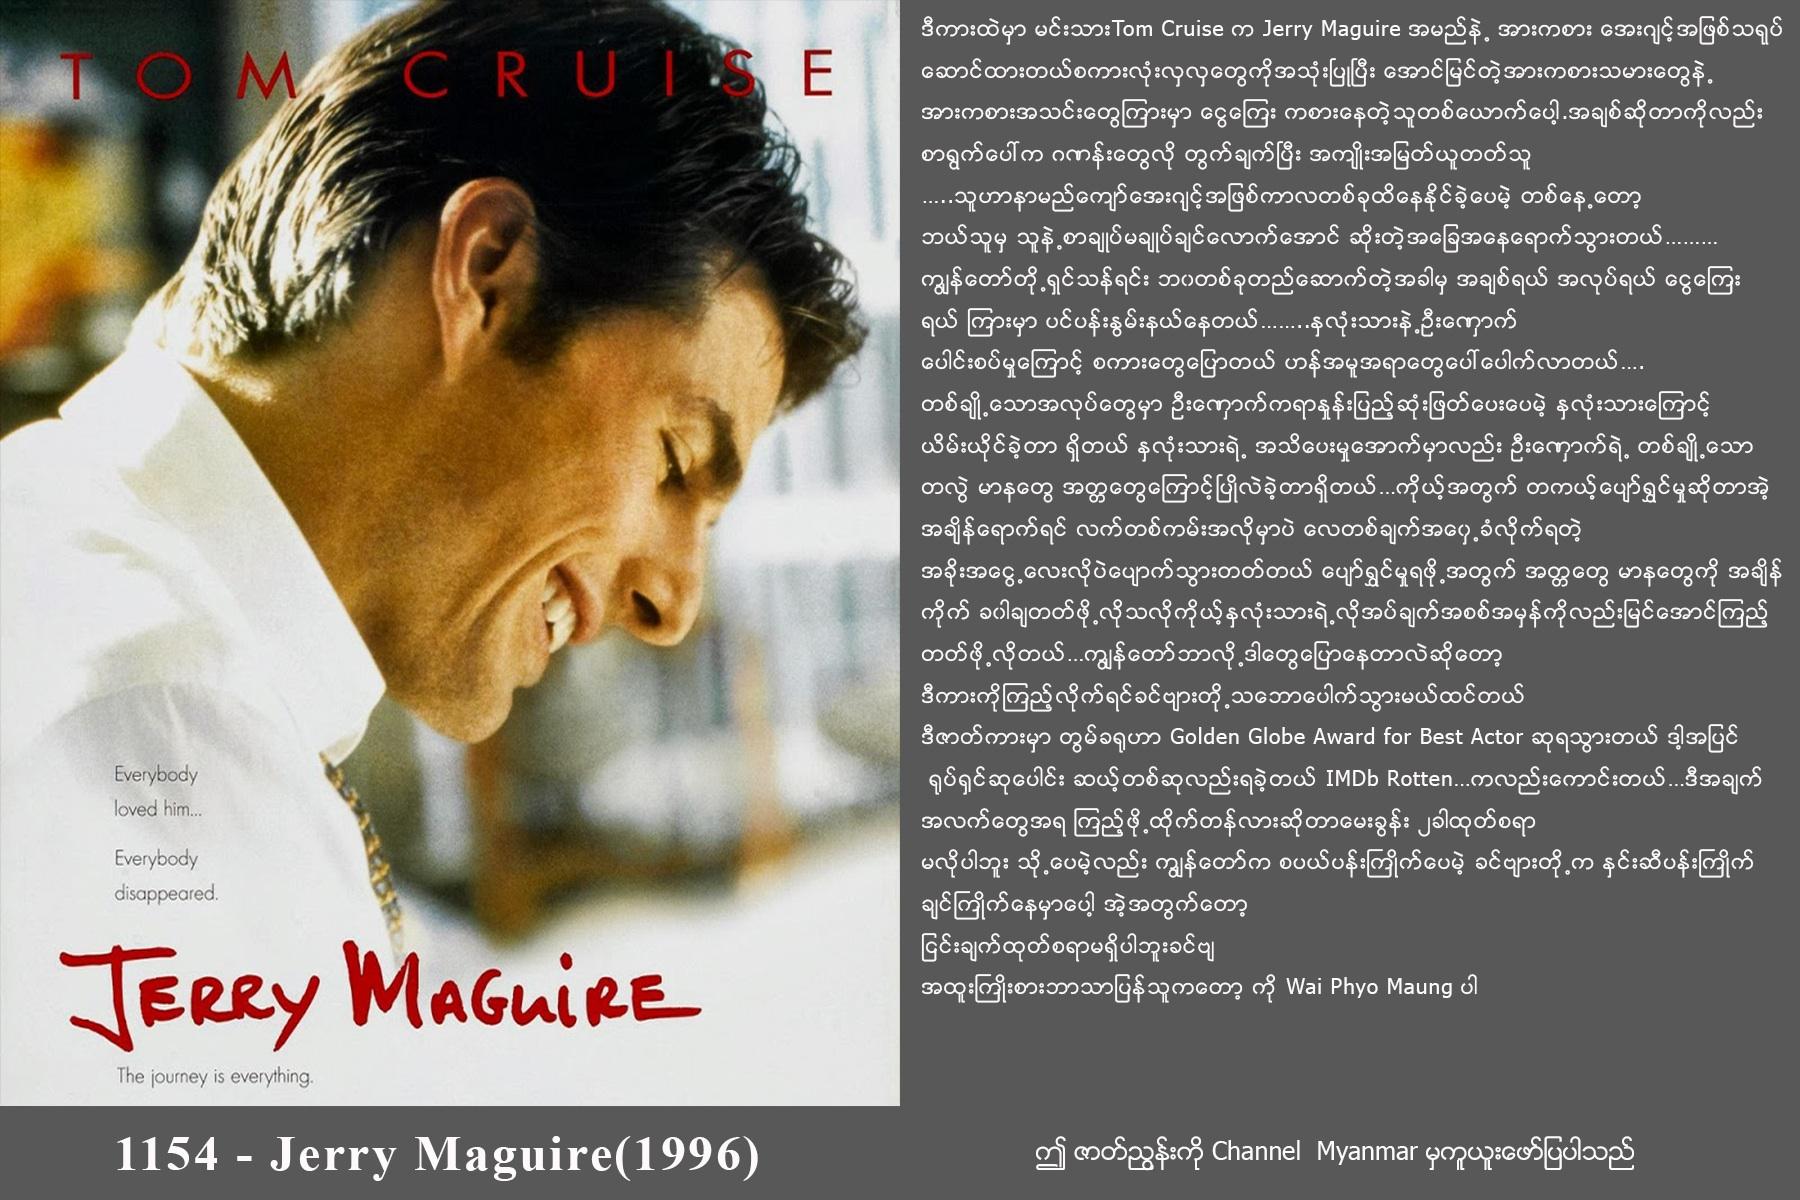 TOM CRUISE
Everybody
loved him...
Everybody
disappeared.
JERRY MAGUIRE
The journey is everything.
1154 - Jerry Maguire(1996)
ဒီကားထဲမှာ မင်းသားTom Cruise က Jerry Maguire အမည်နဲ့ အားကစား အေးဂျင့်အဖြစ်သရုပ်
ဆောင်ထားတယ်စကားလုံးလှလှတွေကိုအသုံးပြုပြီး အောင်မြင်တဲ့အားကစားသမားတွေနဲ့
အားကစားအသင်းတွေကြားမှာ ငွေကြေး ကစားနေတဲ့သူတစ်ယောက်ပေါ့.အချစ်ဆိုတာကိုလည်း
စာရွက်ပေါ်က ဂဏန်းတွေလို တွက်ချက်ပြီး အကျိုးအမြတ်ယူတတ်သူ
.....သူဟာနာမည်ကျော်အေးဂျင့်အဖြစ်ကာလတစ်ခုထိနေနိုင်ခဲ့ပေမဲ့ တစ်နေ့တော့
ဘယ်သူမှ သူနဲ့စာချုပ်မချုပ်ချင်လောက်အောင် ဆိုးတဲ့အခြေအနေရောက်သွားတယ်.........
ကျွန်တော်တို့ရှင်သန်ရင်း ဘဝတစ်ခုတည်ဆောက်တဲ့အခါမှ အချစ်ရယ် အလုပ်ရယ် ငွေကြေး
ရယ် ကြားမှာ ပင်ပန်းနွမ်းနယ်နေတယ်........နှလုံးသားနဲ့ဦးဏှောက်
ပေါင်းစပ်မှုကြောင့် စကားတွေပြောတယ် ဟန်အမူအရာတွေပေါ်ပေါက်လာတယ်....
တစ်ချို့သောအလုပ်တွေမှာ ဦးဏှောက်ကရာနှုန်းပြည့်ဆုံးဖြတ်ပေးပေမဲ့ နှလုံးသားကြောင့်
ယိမ်းယိုင်ခဲ့တာ ရှိတယ် နှလုံးသားရဲ့ အသိပေးမှုအောက်မှာလည်း ဦးဏှောက်ရဲ့ တစ်ချို့သော
တလွဲ မာနတွေ အတ္တတွေကြောင့်ပြိုလဲခဲ့တာရှိတယ်...ကိုယ့်အတွက် တကယ့်ပျော်ရွှင်မှုဆိုတာအဲ့
အချိန်ရောက်ရင် လက်တစ်ကမ်းအလိုမှာပဲ လေတစ်ချက်အဝှေ့ခံလိုက်ရတဲ့
အခိုးအငွေ့လေးလိုပဲပျောက်သွားတတ်တယ် ပျော်ရွှင်မှုရဖို့အတွက် အတ္တတွေ မာနတွေကို အချိန်
ကိုက် ခဝါချတတ်ဖို့လိုသလိုကိုယ့်နှလုံးသားရဲ့လိုအပ်ချက်အစစ်အမှန်ကိုလည်းမြင်အောင်ကြည့်
တတ်ဖို့လိုတယ်...ကျွန်တော်ဘာလို့ဒါတွေပြောနေတာလဲဆိုတော့
ဒီကားကိုကြည့်လိုက်ရင်ခင်ဗျားတို့သဘောပေါက်သွားမယ်ထင်တယ်
ဒီဇာတ်ကားမှာ တွမ်ခရုဟာ Golden Globe Award for Best Actor ဆုရသွားတယ် ဒါ့အပြင်
ရုပ်ရှင်ဆုပေါင်း ဆယ့်တစ်ဆုလည်းရခဲ့တယ် IMDb Rotten...ကလည်းကောင်းတယ်...ဒီအချက်
အလက်တွေအရ ကြည့်ဖို့ထိုက်တန်လားဆိုတာမေးခွန်း ၂ခါထုတ်စရာ
မလိုပါဘူး သို့ပေမဲ့လည်း ကျွန်တော်က စပယ်ပန်းကြိုက်ပေမဲ့ ခင်ဗျားတို့က နှင်းဆီပန်းကြိုက်
ချင်ကြိုက်နေမှာပေါ့ အဲ့အတွက်တော့
ငြင်းချက်ထုတ်စရာမရှိပါဘူးခင်ဗျ
အထူးကြိုးစားဘာသာပြန်သူကတော့ ကို Wai Phyo Maung ပါ
ဤ ဇာတ်ညွှန်းကို Channel Myanmar မှကူယူးဖော်ပြပါသည်